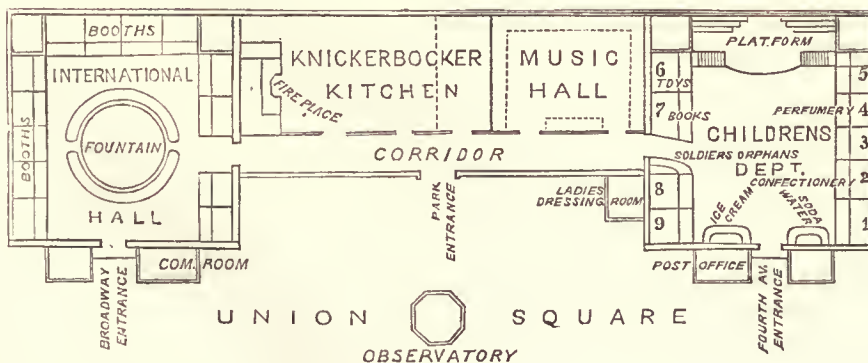 BOOTHS
INTERNATIONAL
BOOTHS
FOUNTAIN
HALL
COM. ROOM
BROADWAY
ENTRANCE
KNICKERBOCKER
KITCHEN
FIRE PLACE
MUSIC
HALL
CORRIDOR
PARK
ENTRANCE
LADIES
DRESSING ROOM
PLATFORM
6
TOYS
7 BOOKS
5
PERFUMERY 4
CHILDRENS
3
SOLDIERS ORPHANS
DEPT.
CONFECTIONERY 2
8
9
ICE
CREAM
SODA
WATER
1
POST OFFICE
FOURTH AV.
ENTRANCE
UNION SQUARE
OBSERVATORY